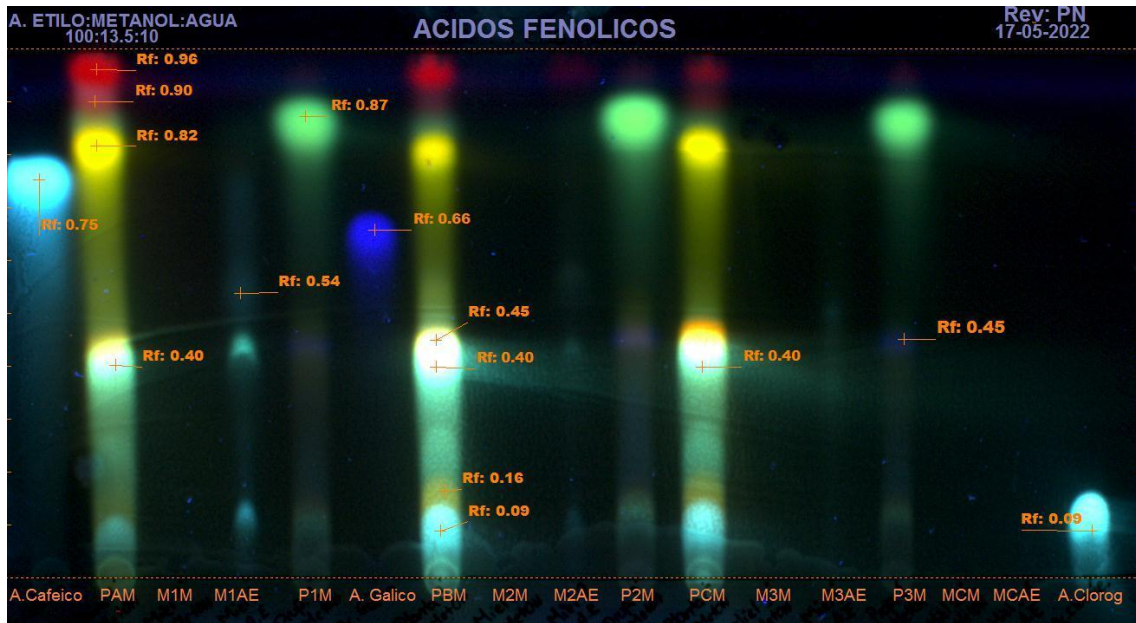 A. ETILO:METANOL:AGUA
100:13.5:10
ACIDOS FENOLICOS
Rev: PN
17-05-2022
Rf: 0.96
Rf: 0.90
Rf: 0.87
Rf: 0.82
Rf: 0.75
Rf: 0.66
Rf: 0.54
Rf: 0.45
Rf: 0.45
Rf: 0.40
Rf: 0.40
Rf: 0.40
Rf: 0.16
Rf: 0.09
Rf: 0.09
A.Cafeico PAM M1M M1AE P1M A. Galico PBM M2M M2AE P2M PCM M3M M3AE P3M MCM MCAE A.Clorog